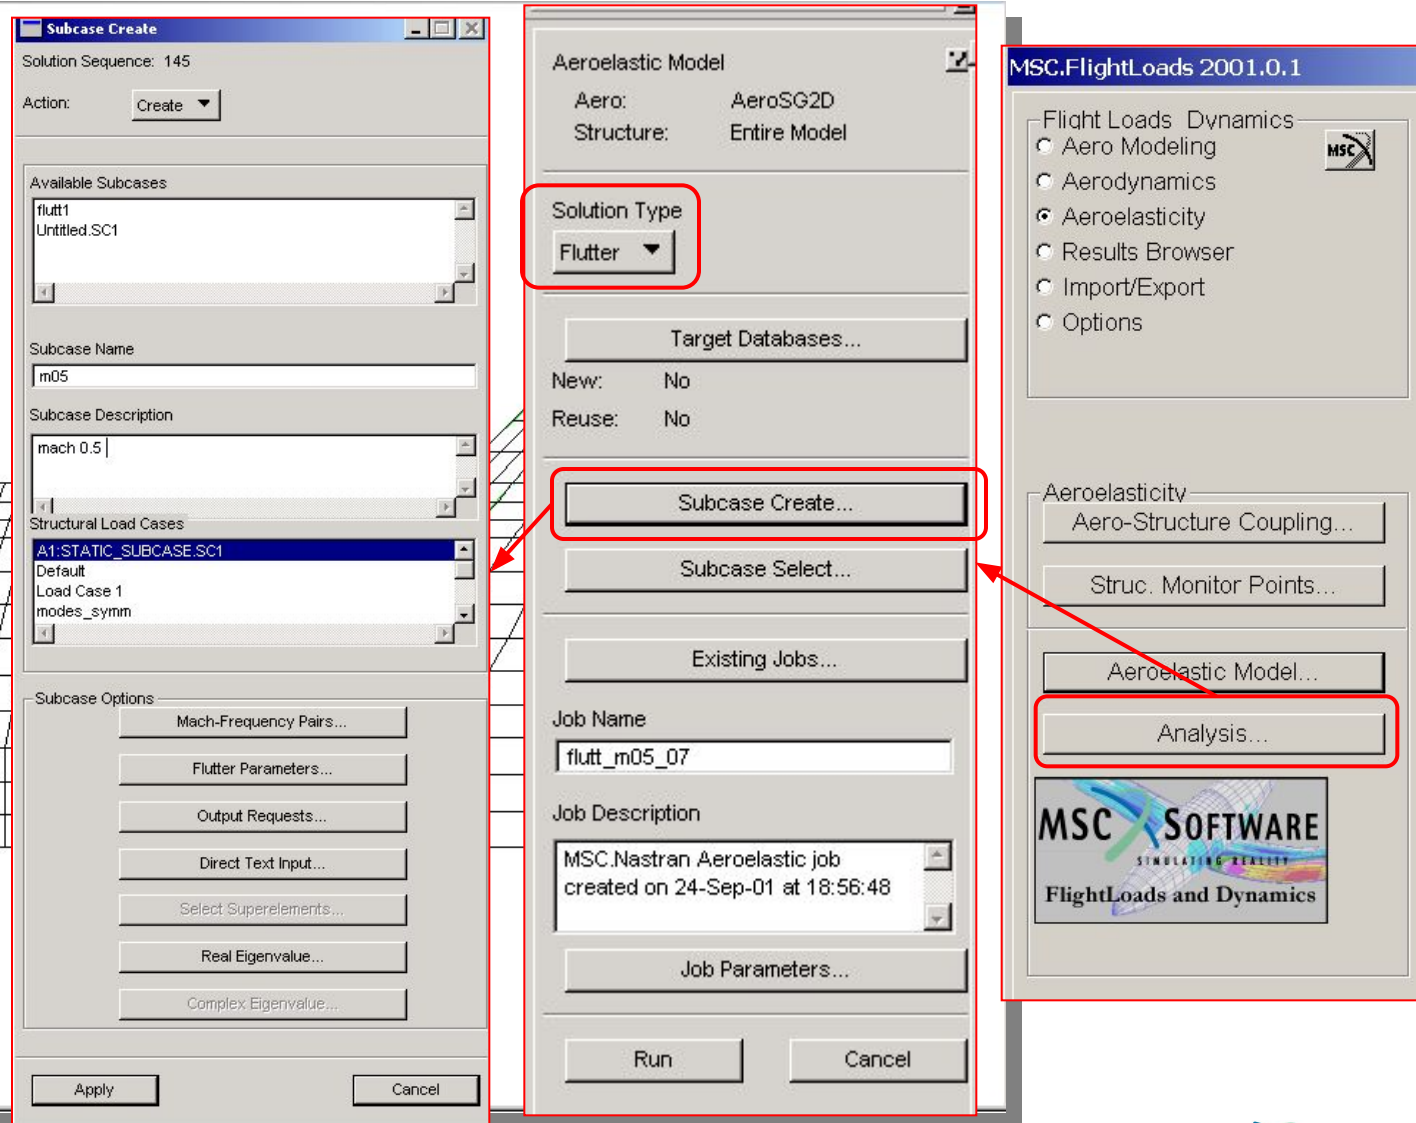 Subcase Create
Solution Sequence: 145
Action:
Create
Available Subcases
flutt1
Untitled.SC1
Subcase Name
m05
Subcase Description
mach 0.5
Structural Load Cases
A1:STATIC_SUBCASE.SC1
Default
Load Case 1
modes_symm
Subcase Options
Mach-Frequency Pairs...
Flutter Parameters...
Output Requests...
Direct Text Input...
Select Superelements...
Real Eigenvalue...
Complex Eigenvalue...
Apply
Cancel
Aeroelastic Model
Aero: AeroSG2D
Structure: Entire Model
Solution Type
Flutter
Target Databases...
New: No
Reuse: No
Subcase Create...
Subcase Select...
Existing Jobs...
Job Name
flutt_m05_07
Job Description
MSC.Nastran Aeroelastic job
created on 24-Sep-01 at 18:56:48
Job Parameters...
Run
Cancel
MSC.FlightLoads 2001.0.1
Flight Loads Dynamics
MSC
Aero Modeling
Aerodynamics
Aeroelasticity
Results Browser
Import/Export
Options
Aeroelasticity
Aero-Structure Coupling...
Struc. Monitor Points...
Aeroelastic Model...
Analysis...
MSC SOFTWARE
SIMULATING REALITY
FlightLoads and Dynamics